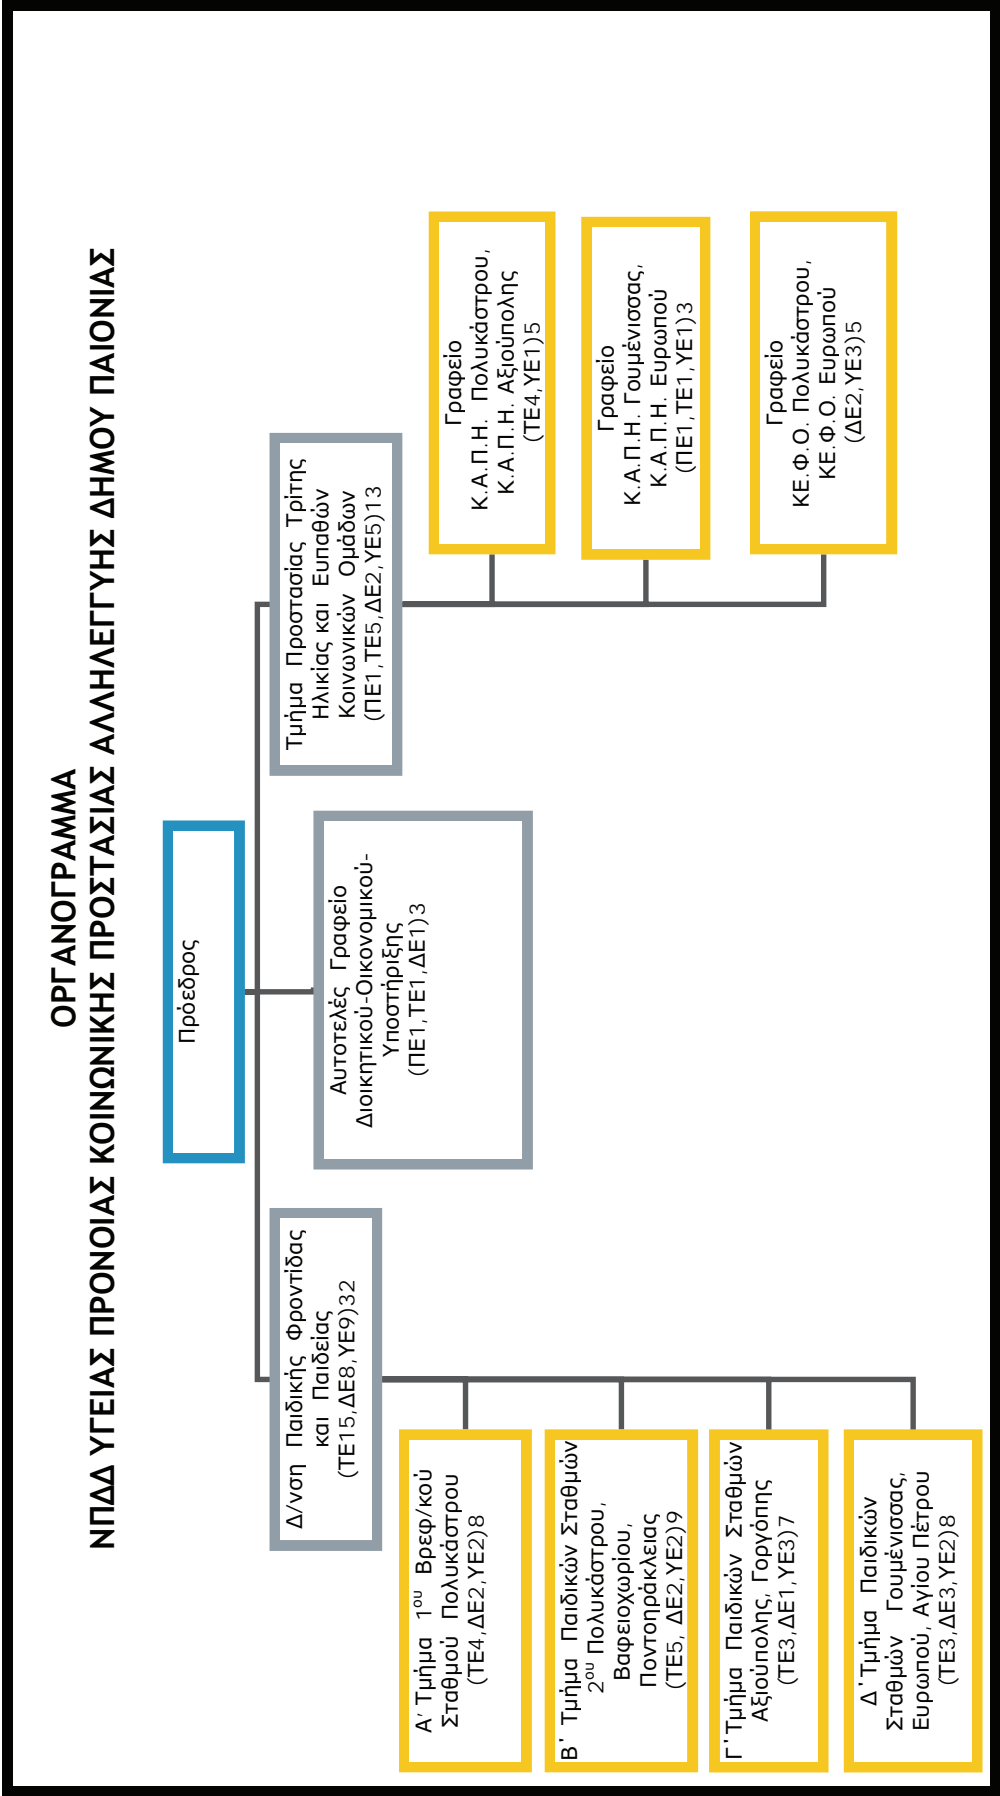 ΟΡΓΑΝΟΓΡΑΜΜΑ
ΝΠΔΔ ΥΓΕΙΑΣ ΠΡΟΝΟΙΑΣ ΚΟΙΝΩΝΙΚΗΣ ΠΡΟΣΤΑΣΙΑΣ ΑΛΛΗΛΕΓΓΥΗΣ ΔΗΜΟΥ ΠΑΙΟΝΙΑΣ
Πρόεδρος
Δ/νση Παιδικής Φροντίδας
και Παιδείας
(ΤΕ15,ΔΕ8,ΥΕ9)32
Αυτοτελές Γραφείο
Διοικητικού-Οικονομικού-
Υποστήριξης
(ΠΕ1,ΤΕ1,ΔΕ1)3
Τμήμα Προστασίας Τρίτης
Ηλικίας και Ευπαθών
Κοινωνικών Ομάδων
(ΠΕ1,ΤΕ5,ΔΕ2,ΥΕ5)13
Α' Τμήμα 1ου Βρεφ/κού
Σταθμού Πολυκάστρου
(ΤΕ4,ΔΕ2,ΥΕ2)8
Β΄ Τμήμα Παιδικών Σταθμών
2ου Πολυκάστρου,
Βαφειοχωρίου,
Ποντοηράκλειας
(ΤΕ5, ΔΕ2,ΥΕ2)9
Γ΄Τμήμα Παιδικών Σταθμών
Αξιούπολης, Γοργόπης
(ΤΕ3,ΔΕ1,ΥΕ3)7
Δ΄Τμήμα Παιδικών
Σταθμών Γουμένισσας,
Ευρωπού, Αγίου Πέτρου
(ΤΕ3,ΔΕ3,ΥΕ2)8
Γραφείο
Κ.Α.Π.Η. Πολυκάστρου,
Κ.Α.Π.Η. Αξιούπολης
(ΤΕ4,ΥΕ1)5
Γραφείο
Κ.Α.Π.Η. Γουμένισσας,
Κ.Α.Π.Η. Ευρωπού
(ΠΕ1,ΤΕ1,ΥΕ1)3
Γραφείο
ΚΕ.Φ.Ο. Πολυκάστρου,
ΚΕ.Φ.Ο. Ευρωπού
(ΔΕ2,ΥΕ3)5